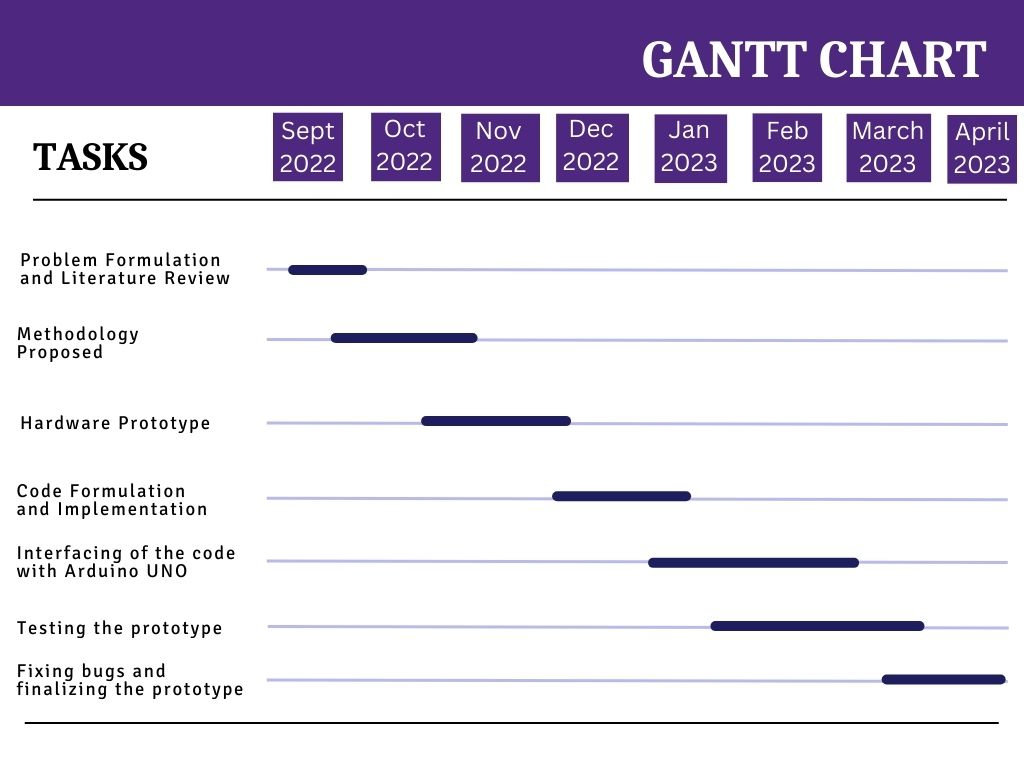 GANTT CHART
TASKS
Sept
2022
Oct
2022
Nov
2022
Dec
2022
Jan
2023
Feb
2023
March
2023
April
2023
Problem Formulation
and Literature Review
Methodology
Proposed
Hardware Prototype
Code Formulation
and Implementation
Interfacing of the code
with Arduino UNO
Testing the prototype
Fixing bugs and
finalizing the prototype